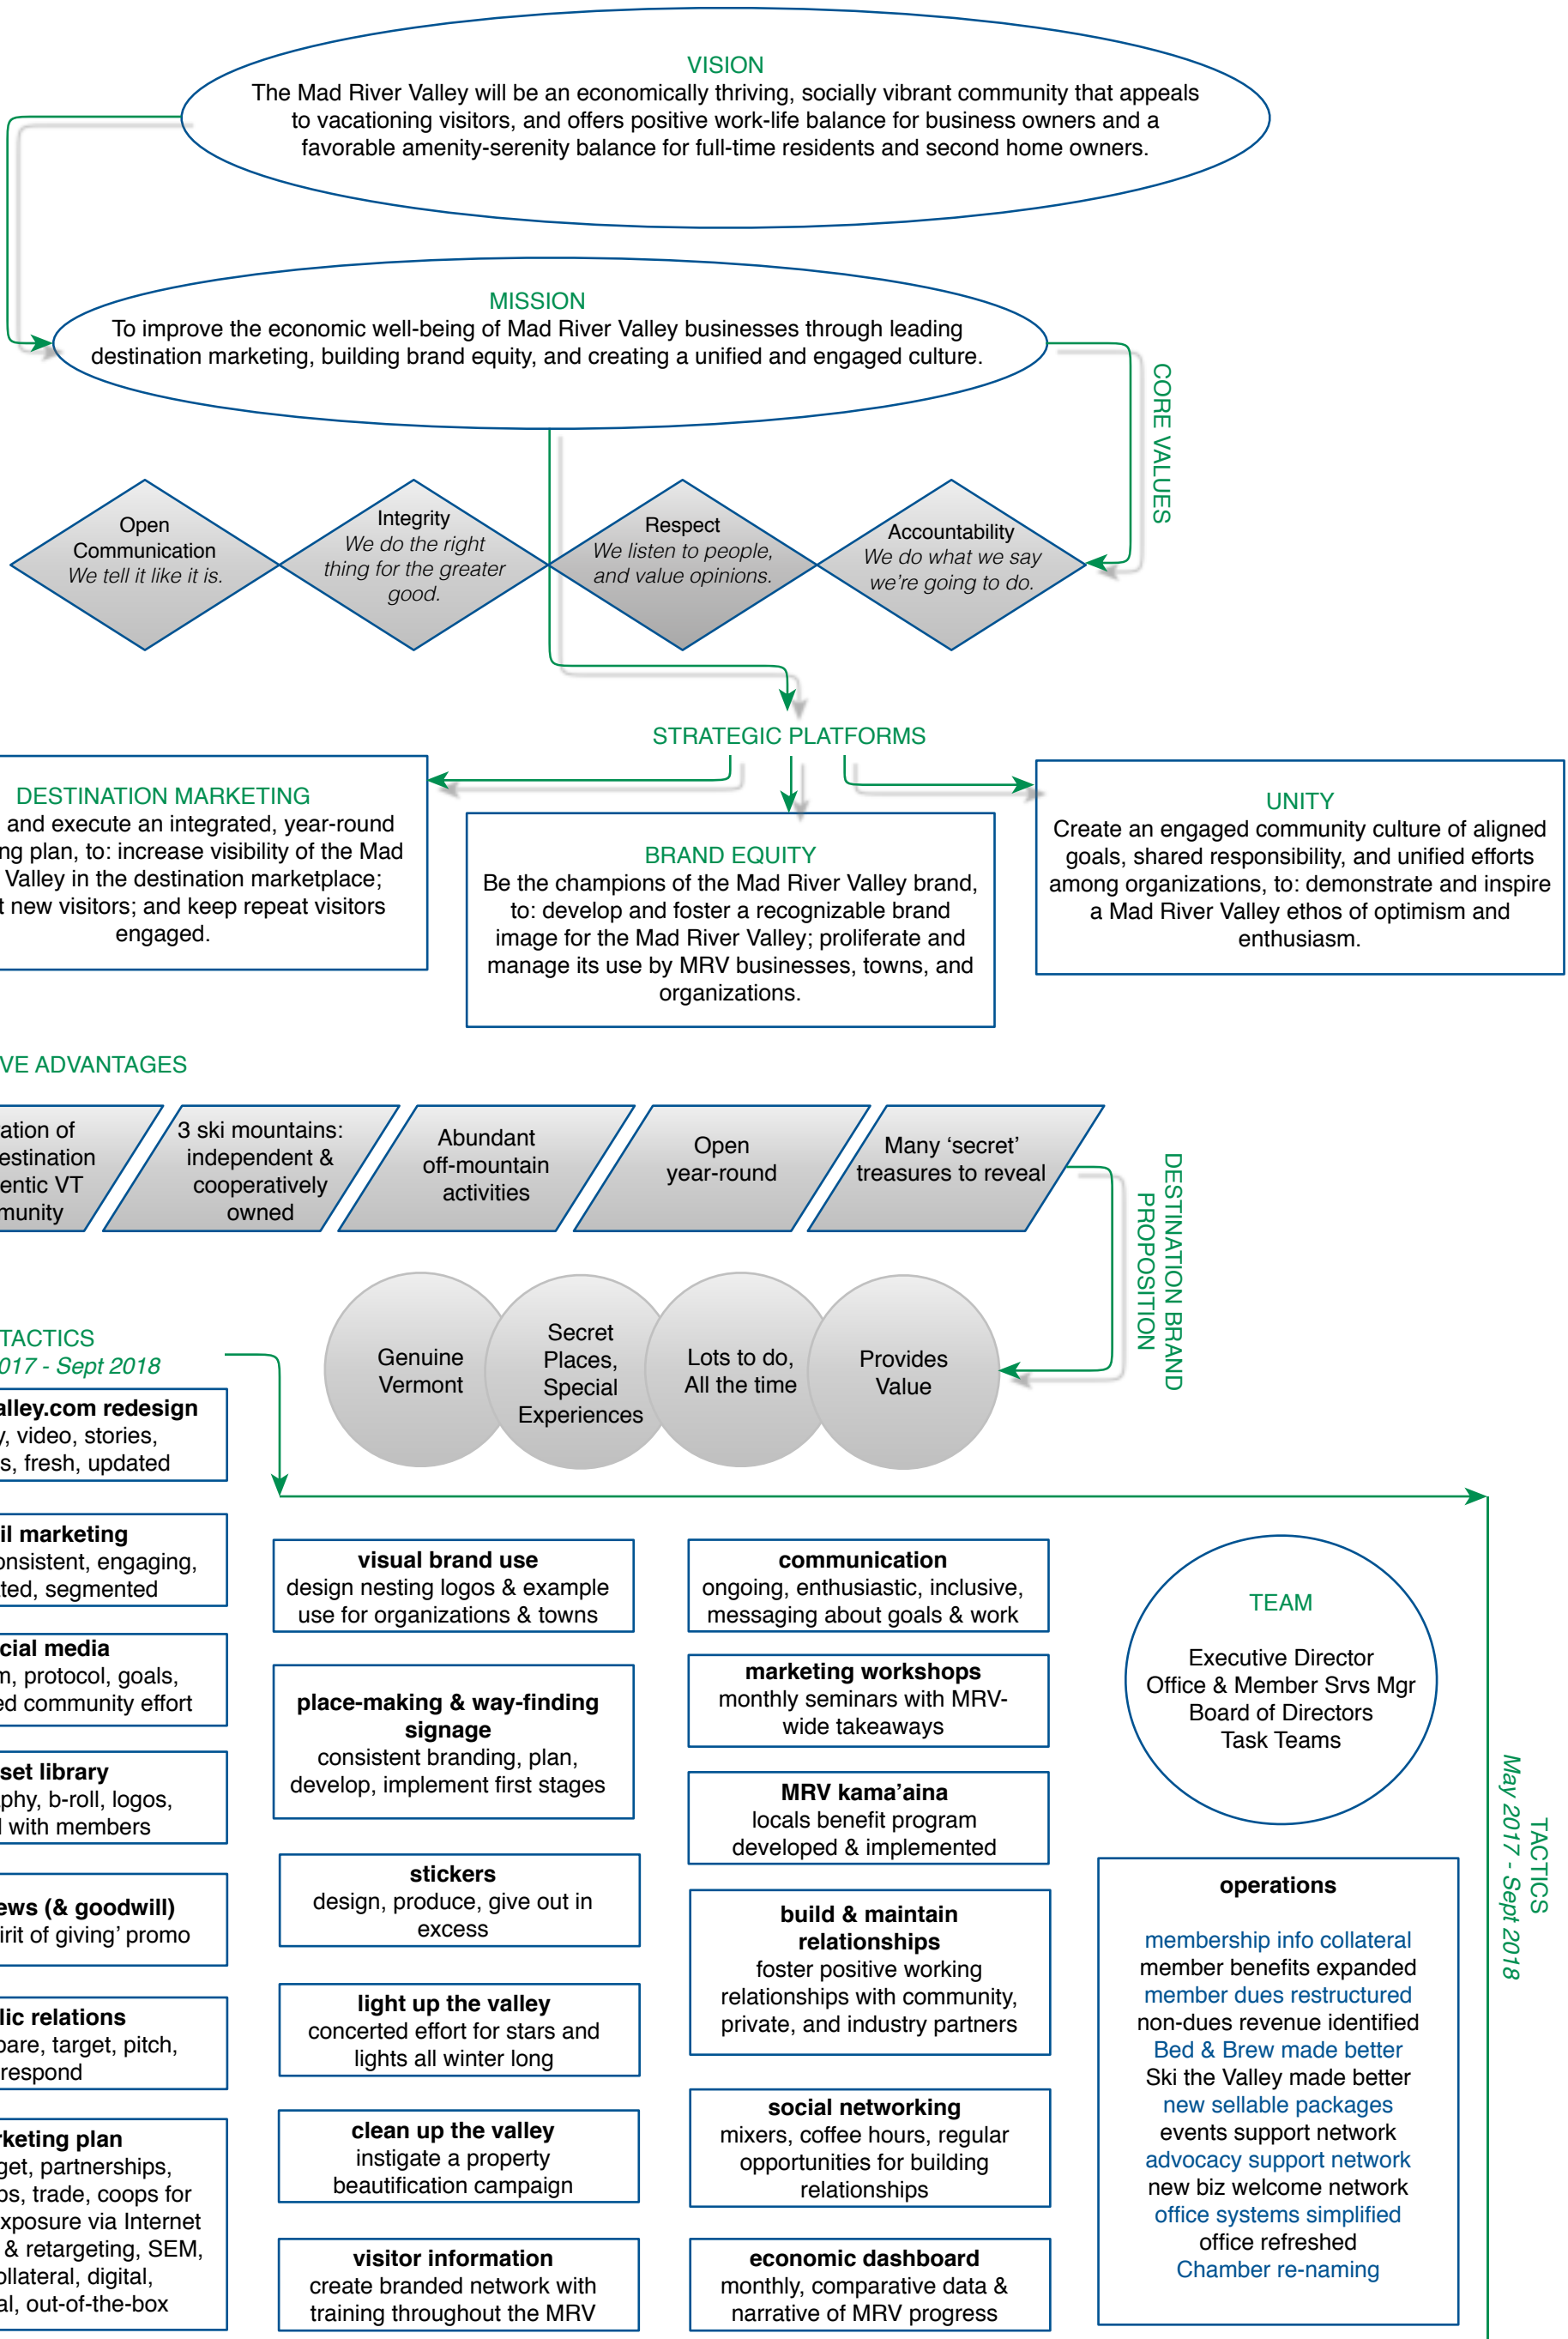 VISION
The Mad River Valley will be an economically thriving, socially vibrant community that appeals
to vacationing visitors, and offers positive work-life balance for business owners and a
favorable amenity-serenity balance for full-time residents and second home owners.
MISSION
To improve the economic well-being of Mad River Valley businesses through leading
destination marketing, building brand equity, and creating a unified and engaged culture.
CORE VALUES
Open
Communication
We tell it like it is.
Integrity
We do the right
thing for the greater
good.
Respect
We listen to people,
and value opinions.
Accountability
We do what we say
we're going to do.
STRATEGIC PLATFORMS
DESTINATION MARKETING
and execute an integrated, year-round
plan, to: increase visibility of the Mad
Valley in the destination marketplace;
new visitors; and keep repeat visitors
engaged.
BRAND EQUITY
Be the champions of the Mad River Valley brand,
to: develop and foster a recognizable brand
image for the Mad River Valley; proliferate and
manage its use by MRV businesses, towns, and
organizations.
UNITY
Create an engaged community culture of aligned
goals, shared responsibility, and unified efforts
among organizations, to: demonstrate and inspire
a Mad River Valley ethos of optimism and
enthusiasm.
ADVANTAGES
of
VT
3 ski mountains:
independent &
cooperatively
owned
Abundant
off-mountain
activities
Open
year-round
Many 'secret'
treasures to reveal
DESTINATION BRAND
PROPOSITION
Genuine
Vermont
Secret
Places,
Special
Experiences
Lots to do,
All the time
Provides
Value
TACTICS
- Sept 2018
redesign
video, stories,
fresh, updated
marketing
engaging,
segmented
media
protocol, goals,
community effort
library
b-roll, logos,
with members
(& goodwill)
of giving' promo
relations
target, pitch,
respond
plan
partnerships,
trade, coops for
via Internet
& retargeting, SEM,
digital,
out-of-the-box
visual brand use
design nesting logos & example
use for organizations & towns
place-making & way-finding
signage
consistent branding, plan,
develop, implement first stages
stickers
design, produce, give out in
excess
light up the valley
concerted effort for stars and
lights all winter long
clean up the valley
instigate a property
beautification campaign
visitor information
create branded network with
training throughout the MRV
communication
ongoing, enthusiastic, inclusive,
messaging about goals & work
marketing workshops
monthly seminars with MRV-
wide takeaways
MRV kama'aina
locals benefit program
developed & implemented
build & maintain
relationships
foster positive working
relationships with community,
private, and industry partners
social networking
mixers, coffee hours, regular
opportunities for building
relationships
economic dashboard
monthly, comparative data &
narrative of MRV progress
TEAM
Executive Director
Office & Member Srvs Mgr
Board of Directors
Task Teams
operations
membership info collateral
member benefits expanded
member dues restructured
non-dues revenue identified
Bed & Brew made better
Ski the Valley made better
new sellable packages
events support network
advocacy support network
new biz welcome network
office systems simplified
office refreshed
Chamber re-naming
TACTICS
May 2017 - Sept 2018